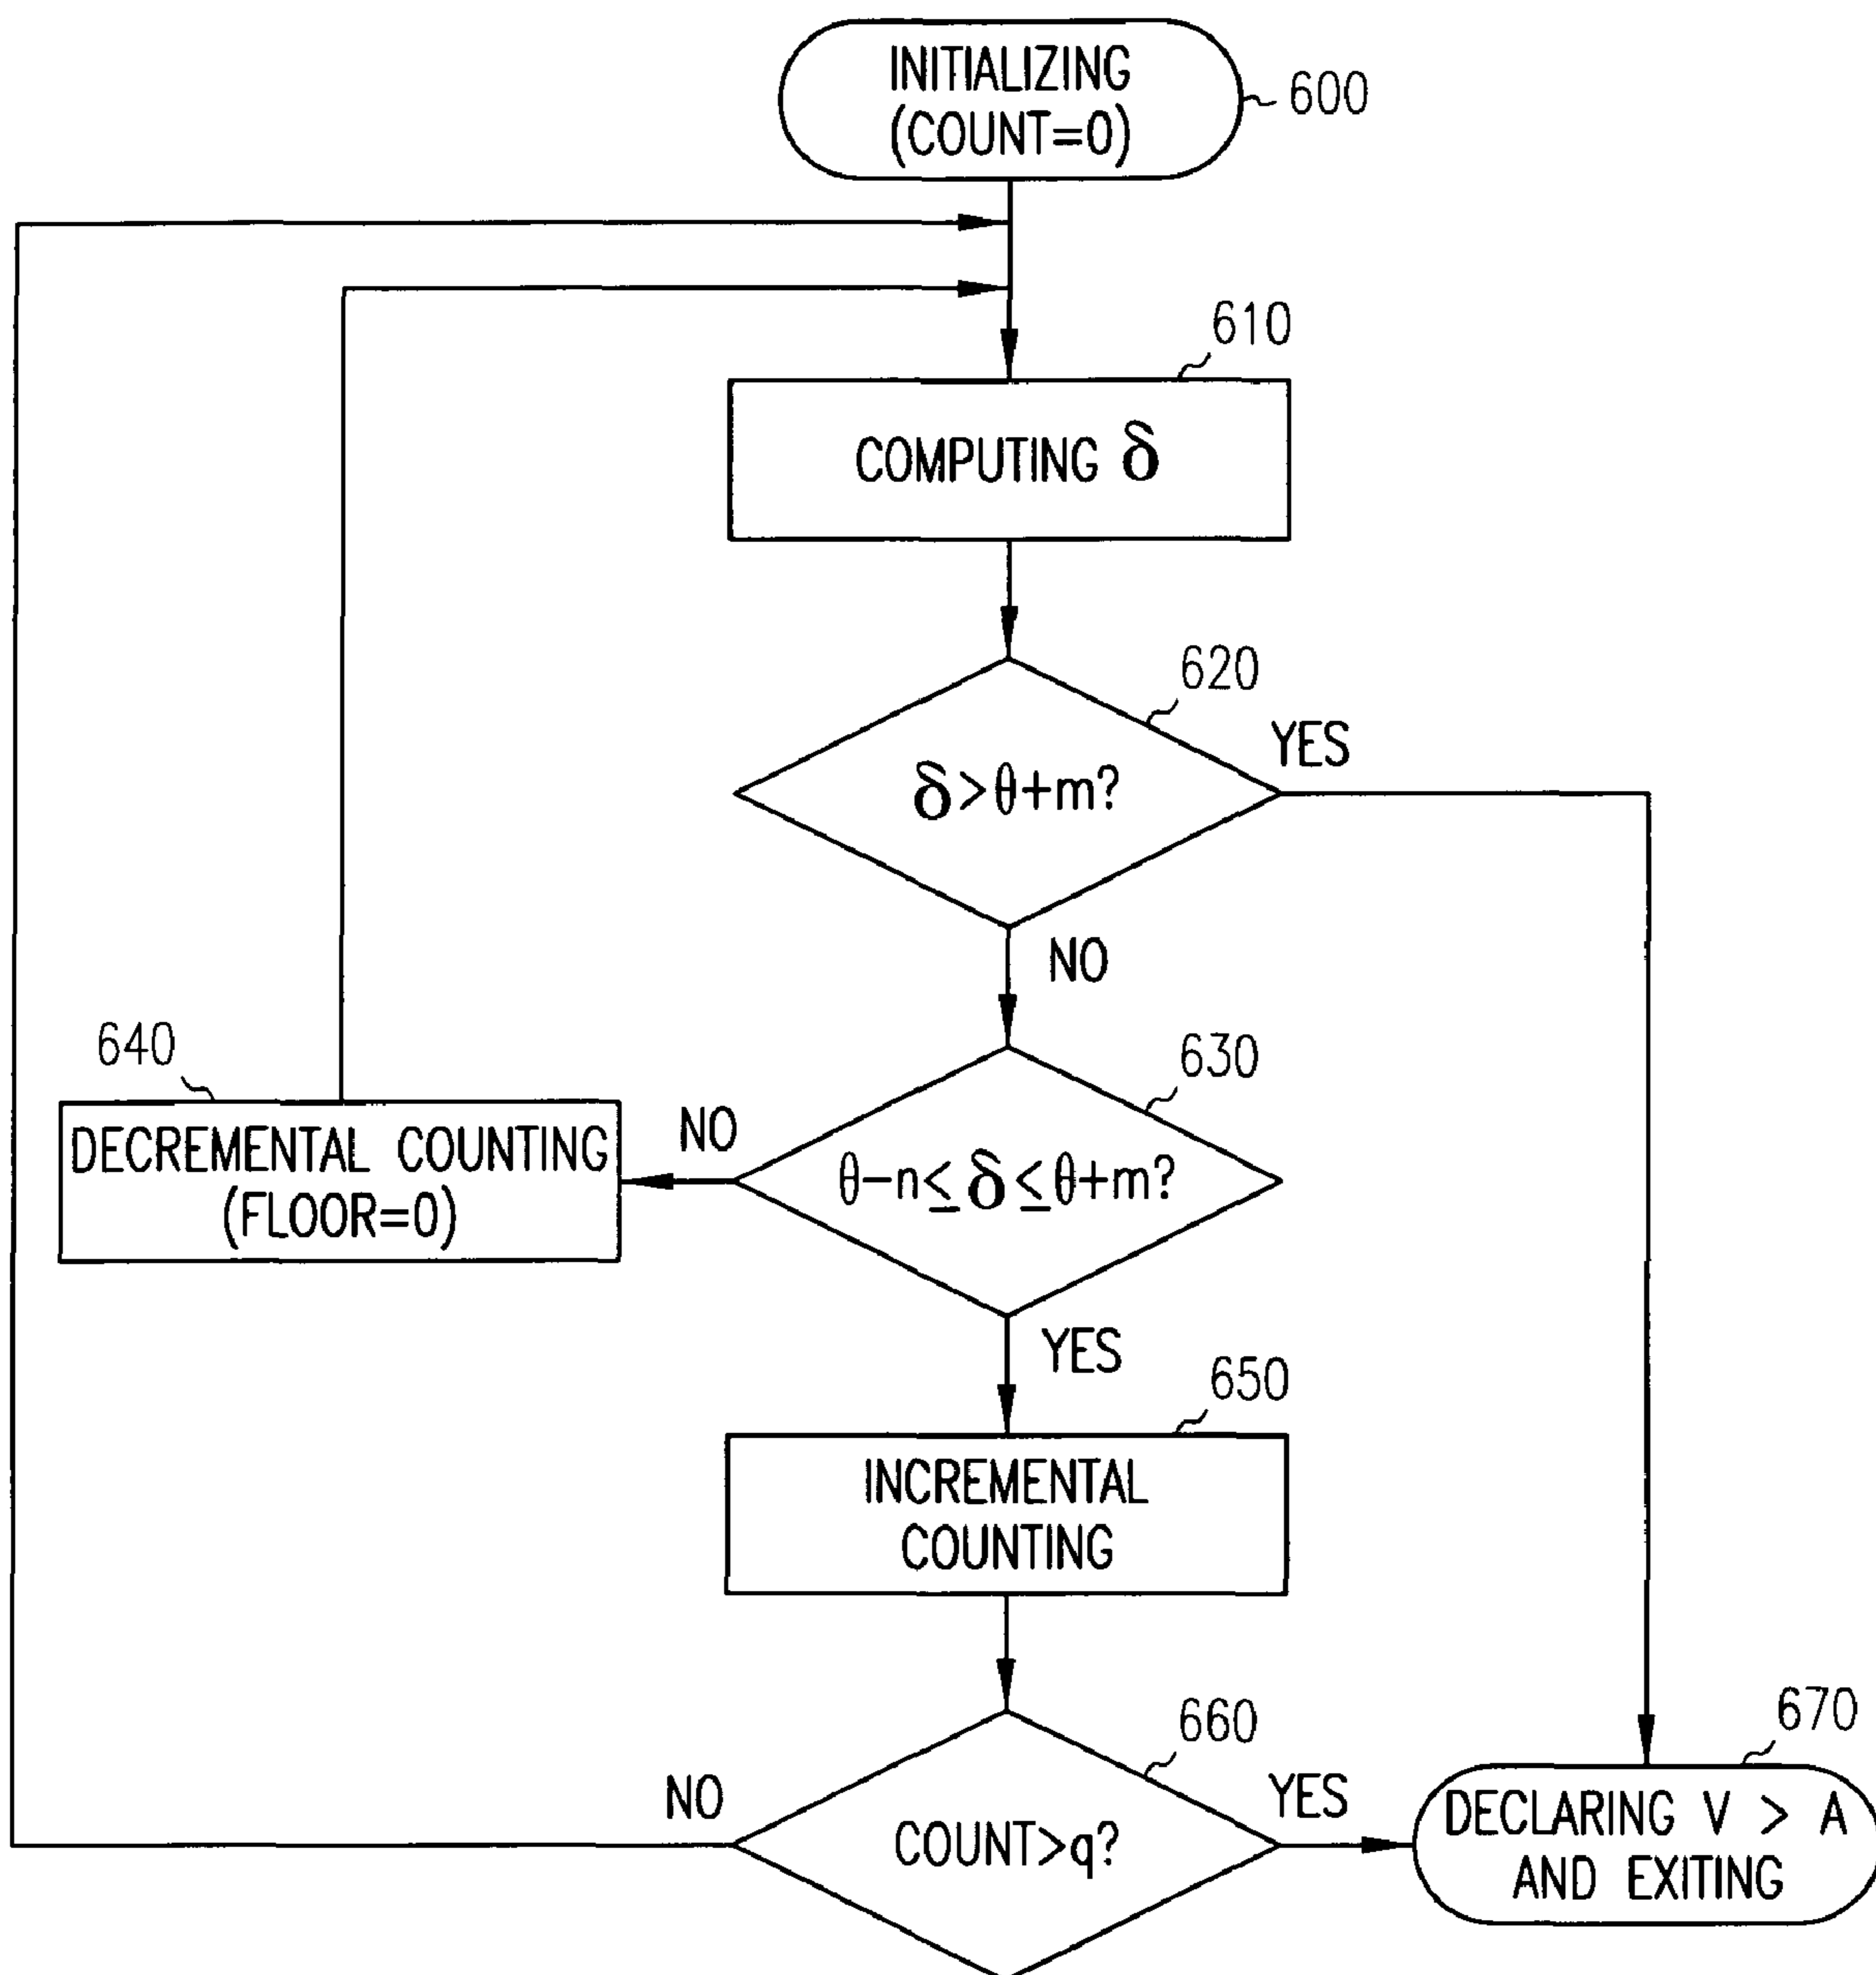 INITIALIZING
(COUNT=0)
600
610
COMPUTING δ
620
δ>θ+m?
YES
NO
640
630
DECREMENTAL COUNTING
(FLOOR=0)
NO
θ−n≤δ≤θ+m?
YES
650
INCREMENTAL
COUNTING
660
COUNT>q?
NO
YES
670
DECLARING V > A
AND EXITING